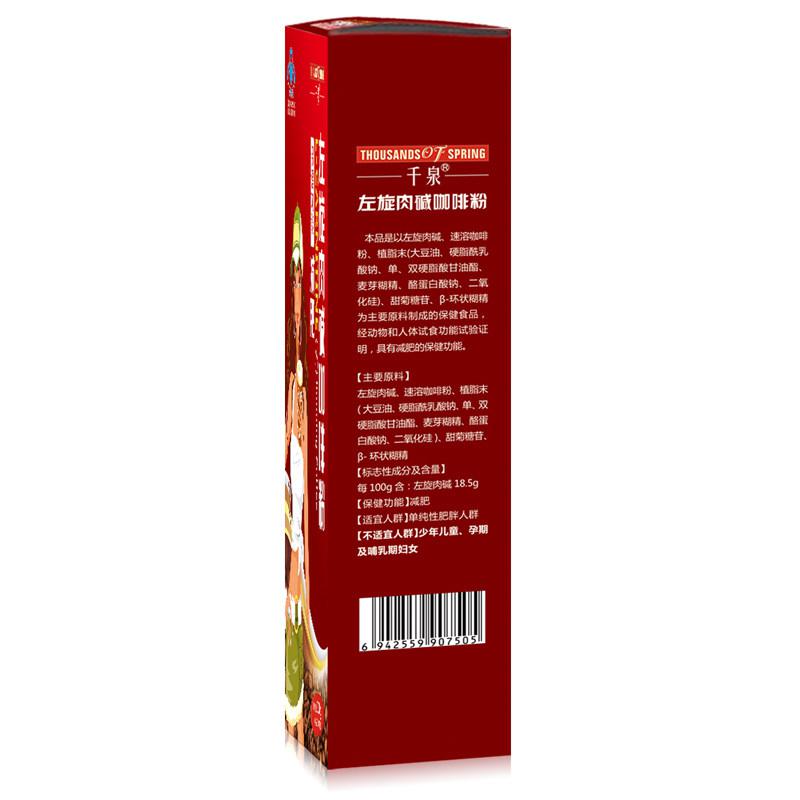 THOUSANDS OF SPRING
千泉®
左旋肉碱咖啡粉
本品是以左旋肉碱、速溶咖啡
粉、植脂末(大豆油、硬脂酰乳
酸钠、单、双硬脂酸甘油酯、
麦芽糊精、酪蛋白酸钠、二氧
化硅)、甜菊糖苷、β-环状糊精
为主要原料制成的保健食品，
经动物和人体试食功能试验证
明，具有减肥的保健功能。
【主要原料】
左旋肉碱、速溶咖啡粉、植脂末
(大豆油、硬脂酰乳酸钠、单、双
硬脂酸甘油酯、麦芽糊精、酪蛋
白酸钠、二氧化硅)、甜菊糖苷、
β-环状糊精
【标志性成分及含量】
每 100g 含：左旋肉碱 18.5g
【保健功能】减肥
【适宜人群】单纯性肥胖人群
【不适宜人群】少年儿童、孕期
及哺乳期妇女
6 942559 907505
左旋肉碱咖啡粉